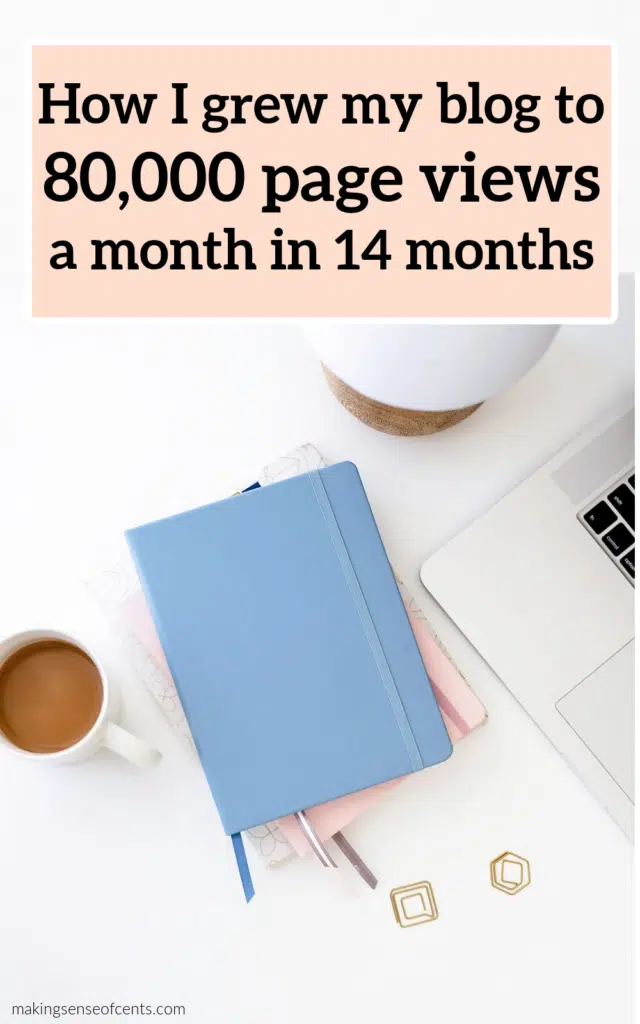 How I grew my blog to
80,000 page views
a month in 14 months
makingsenseofcents.com